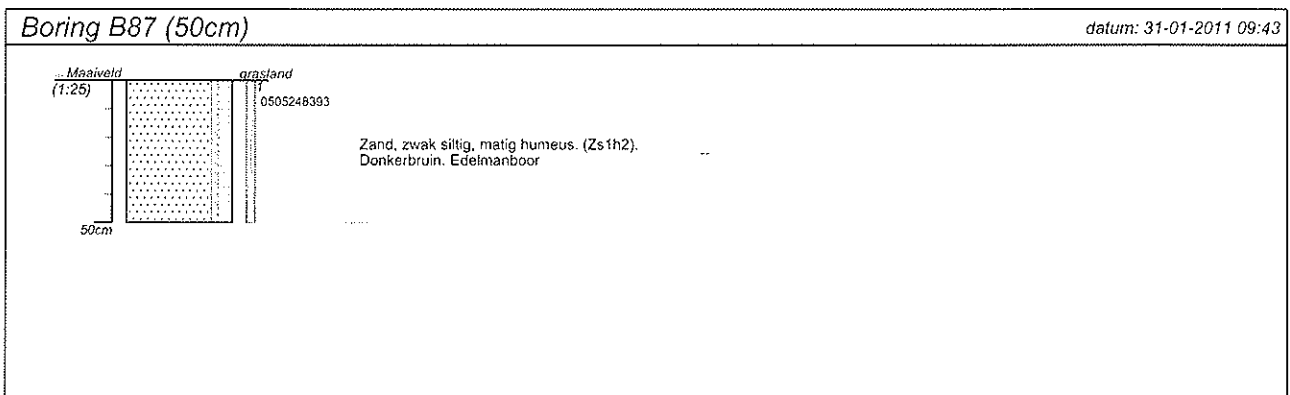 Boring B87 (50cm)
datum: 31-01-2011 09:43
Maaiveld
grasland
(1:25)
1
0505248393
Zand, zwak siltig, matig humeus. (Zs1h2).
Donkerbruin. Edelmanboor
50cm